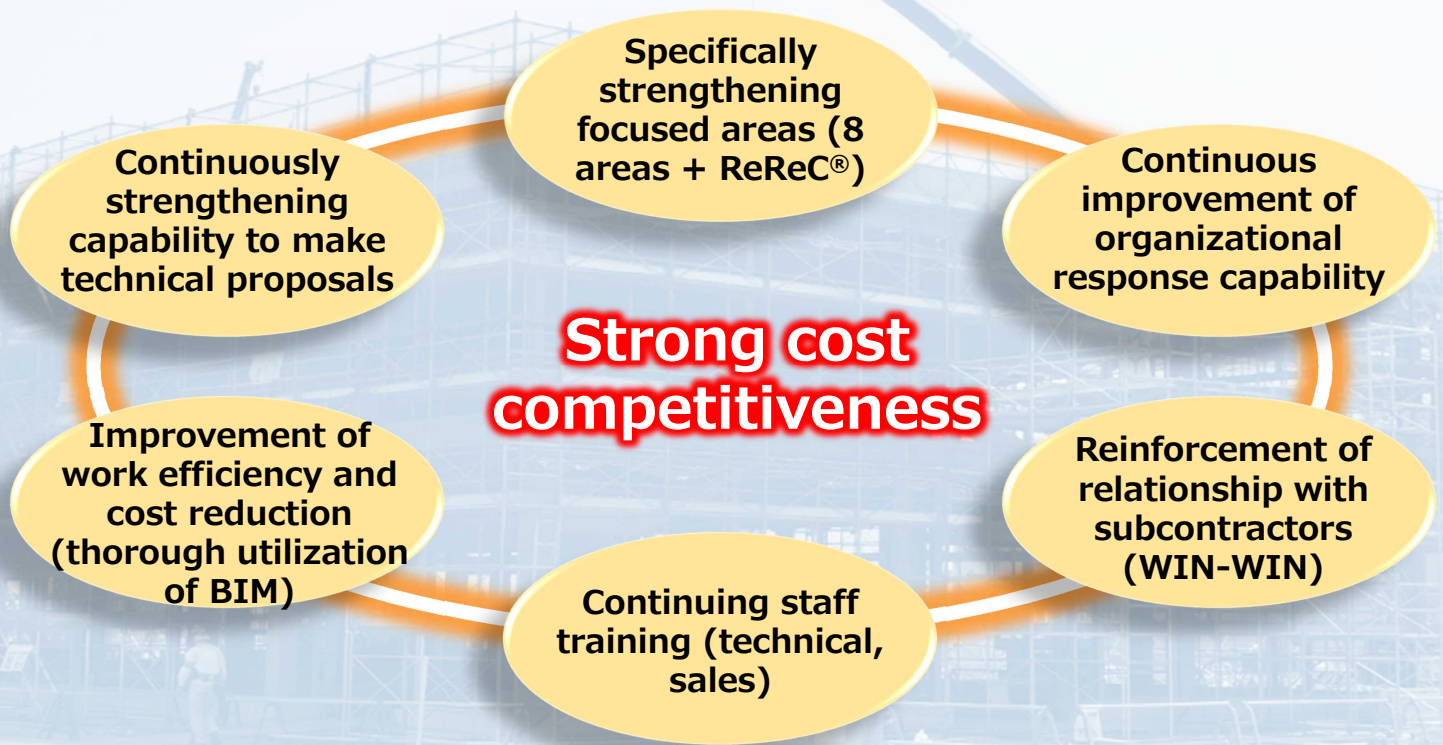 Specifically
strengthening
focused areas (8
areas + ReReC®)
Continuous
improvement of
organizational
response capability
Reinforcement of
relationship with
subcontractors
(WIN-WIN)
Continuing staff
training (technical,
sales)
Improvement of
work efficiency and
cost reduction
(thorough utilization
of BIM)
Continuously
strengthening
capability to make
technical proposals
Strong cost
competitiveness